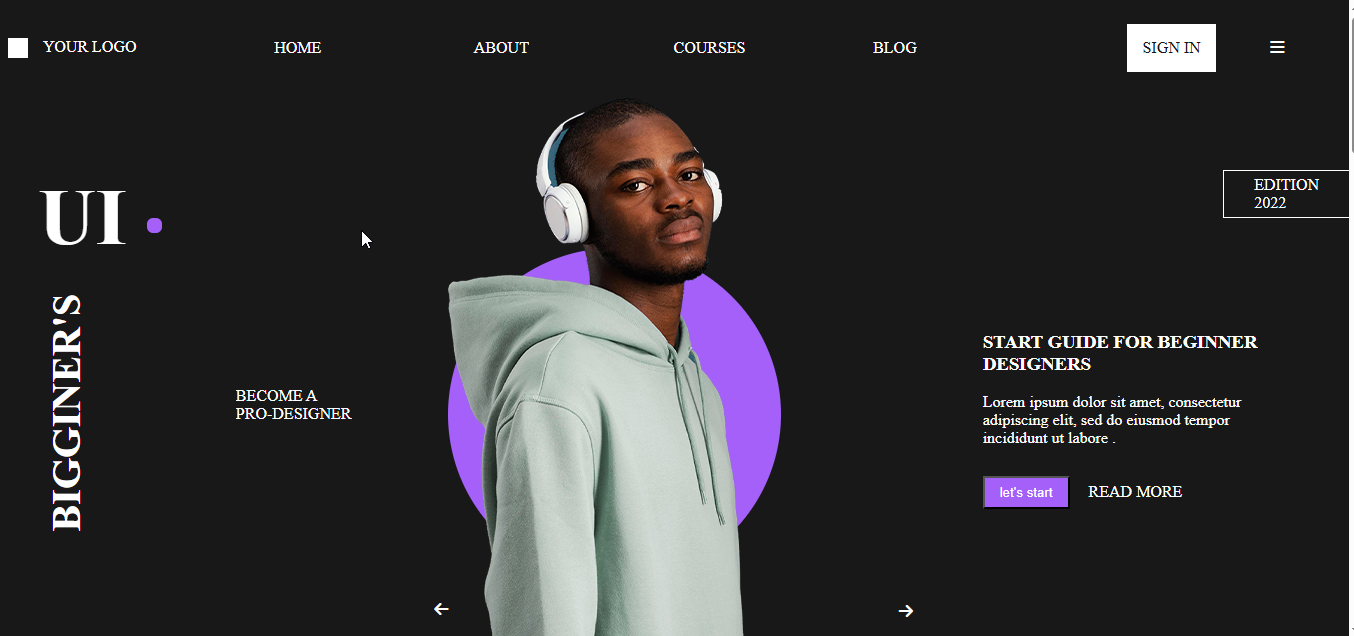 YOUR LOGO
HOME
ABOUT
COURSES
BLOG
SIGN IN
EDITION
2022
UI
BIGGINER'S
BECOME A
PRO-DESIGNER
START GUIDE FOR BEGINNER
DESIGNERS
Lorem ipsum dolor sit amet, consectetur
adipiscing elit, sed do eiusmod tempor
incididunt ut labore .
let's start
READ MORE